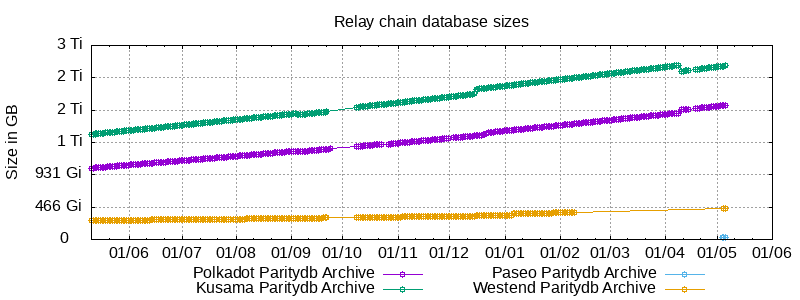 Relay chain database sizes
Size in GB
3 Ti
2 Ti
2 Ti
1 Ti
931 Gi
466 Gi
0
01/06 01/07 01/08 01/09 01/10 01/11 01/12 01/01 01/02 01/03 01/04 01/05 01/06
Polkadot Paritydb Archive Paseo Paritydb Archive
Kusama Paritydb Archive Westend Paritydb Archive